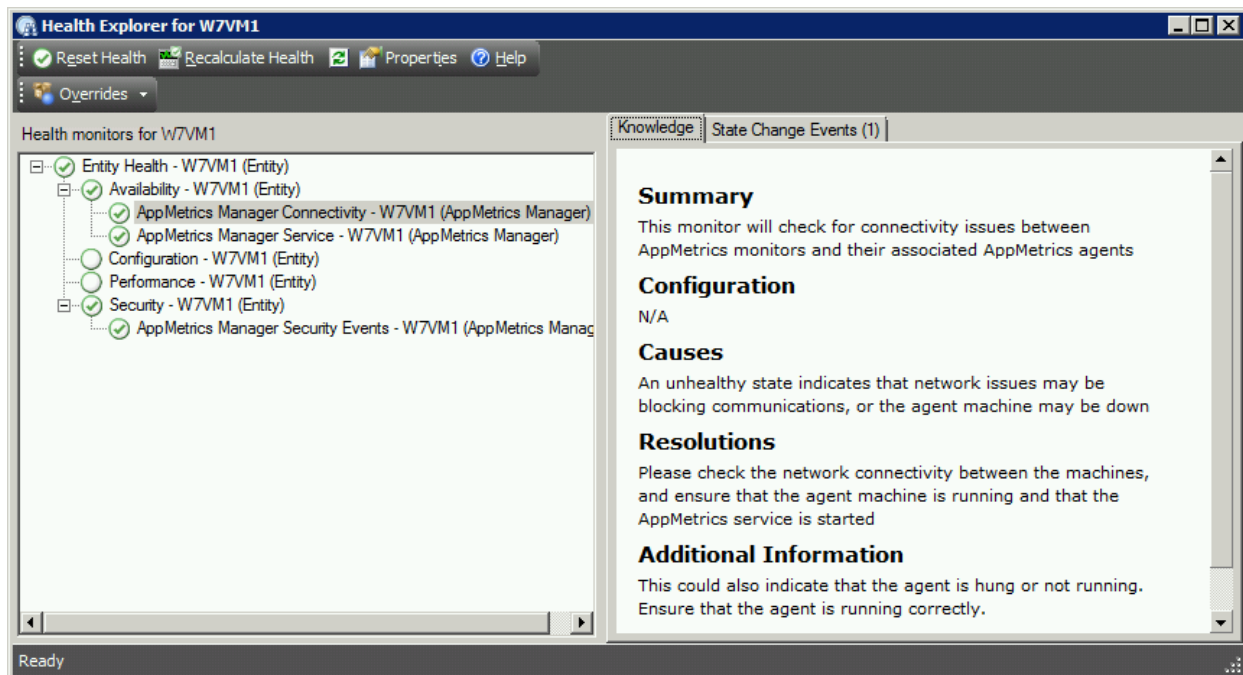 Health Explorer for W7VM1
Reset Health Recalculate Health Properties Help
Overrides
Health monitors for W7VM1
Entity Health - W7VM1 (Entity)
Availability - W7VM1 (Entity)
AppMetrics Manager Connectivity - W7VM1 (AppMetrics Manager)
AppMetrics Manager Service - W7VM1 (AppMetrics Manager)
Configuration - W7VM1 (Entity)
Performance - W7VM1 (Entity)
Security - W7VM1 (Entity)
AppMetrics Manager Security Events - W7VM1 (AppMetrics Manag
Knowledge State Change Events (1)
Summary
This monitor will check for connectivity issues between
AppMetrics monitors and their associated AppMetrics agents
Configuration
N/A
Causes
An unhealthy state indicates that network issues may be
blocking communications, or the agent machine may be down
Resolutions
Please check the network connectivity between the machines,
and ensure that the agent machine is running and that the
AppMetrics service is started
Additional Information
This could also indicate that the agent is hung or not running.
Ensure that the agent is running correctly.
Ready